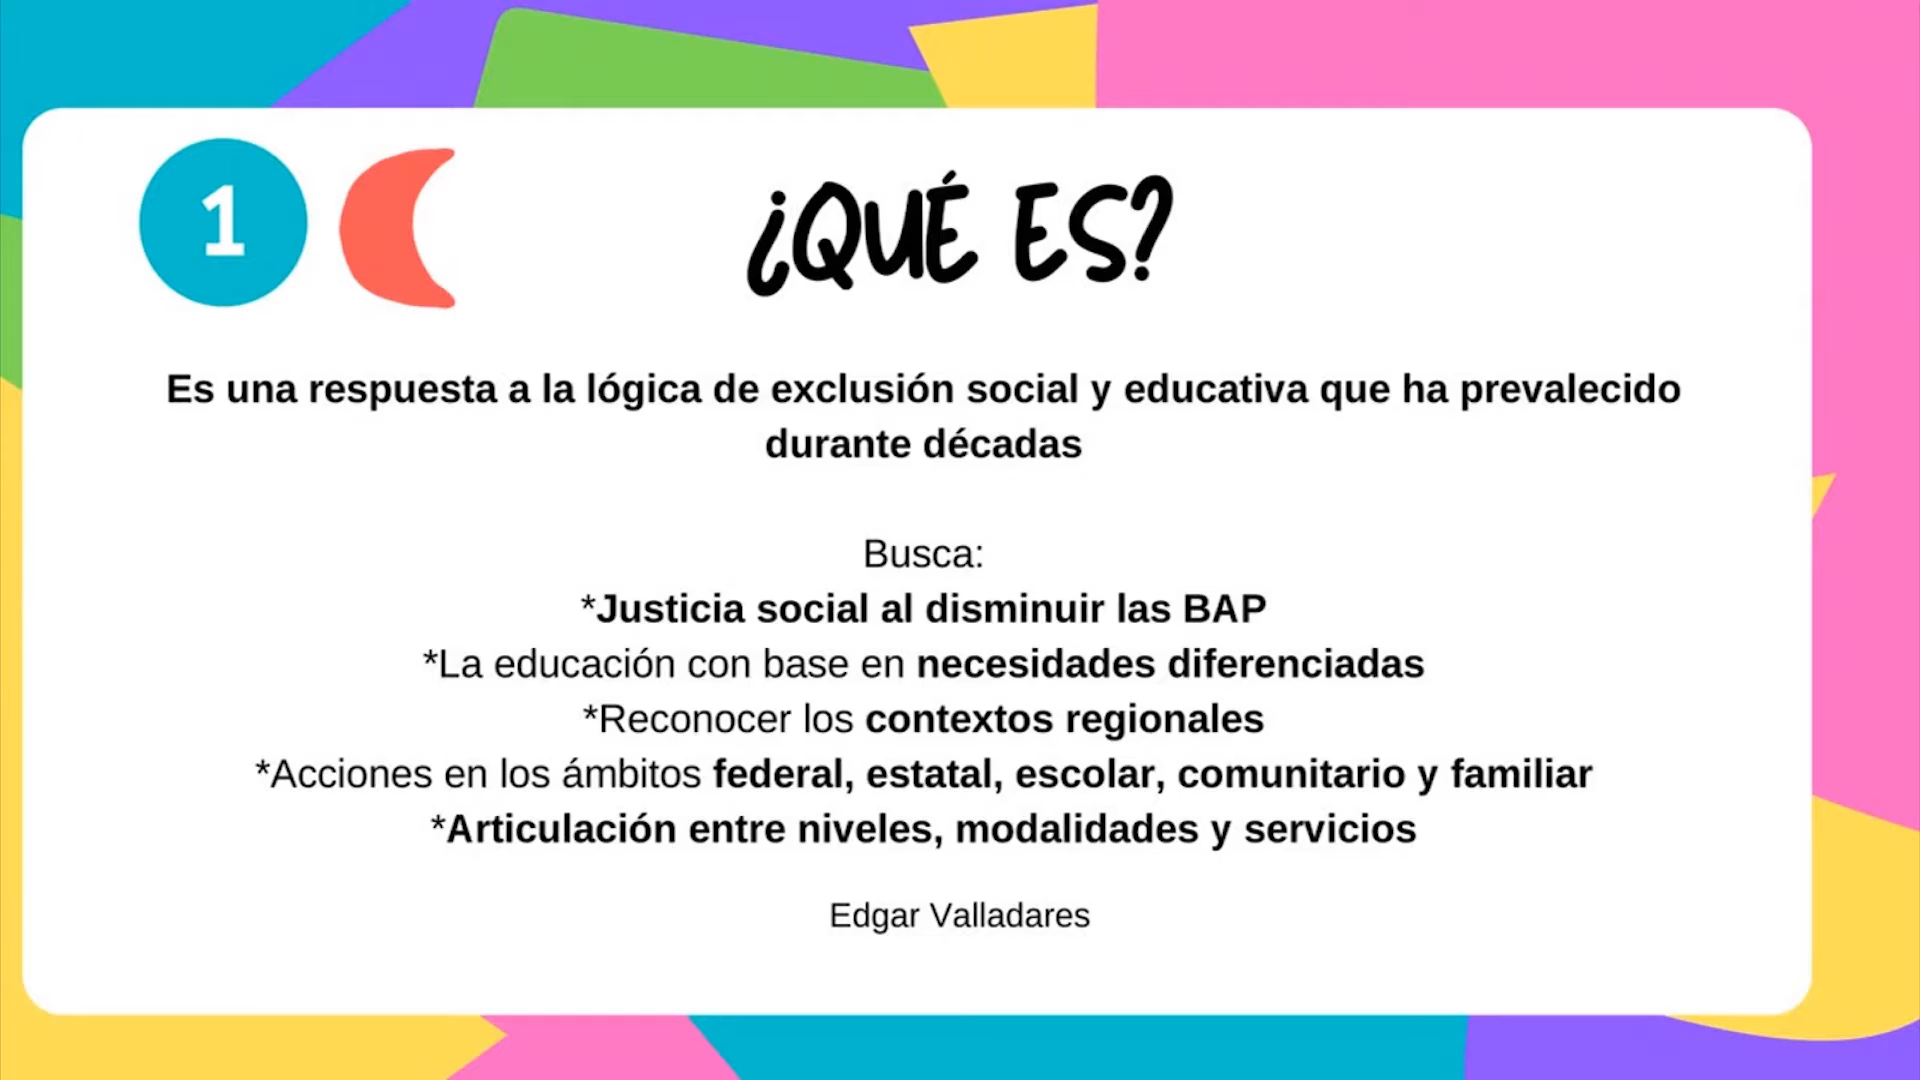 1
¿QUÉ ES?
Es una respuesta a la lógica de exclusión social y educativa que ha prevalecido
durante décadas
Busca:
*Justicia social al disminuir las BAP
*La educación con base en necesidades diferenciadas
*Reconocer los contextos regionales
*Acciones en los ámbitos federal, estatal, escolar, comunitario y familiar
*Articulación entre niveles, modalidades y servicios
Edgar Valladares